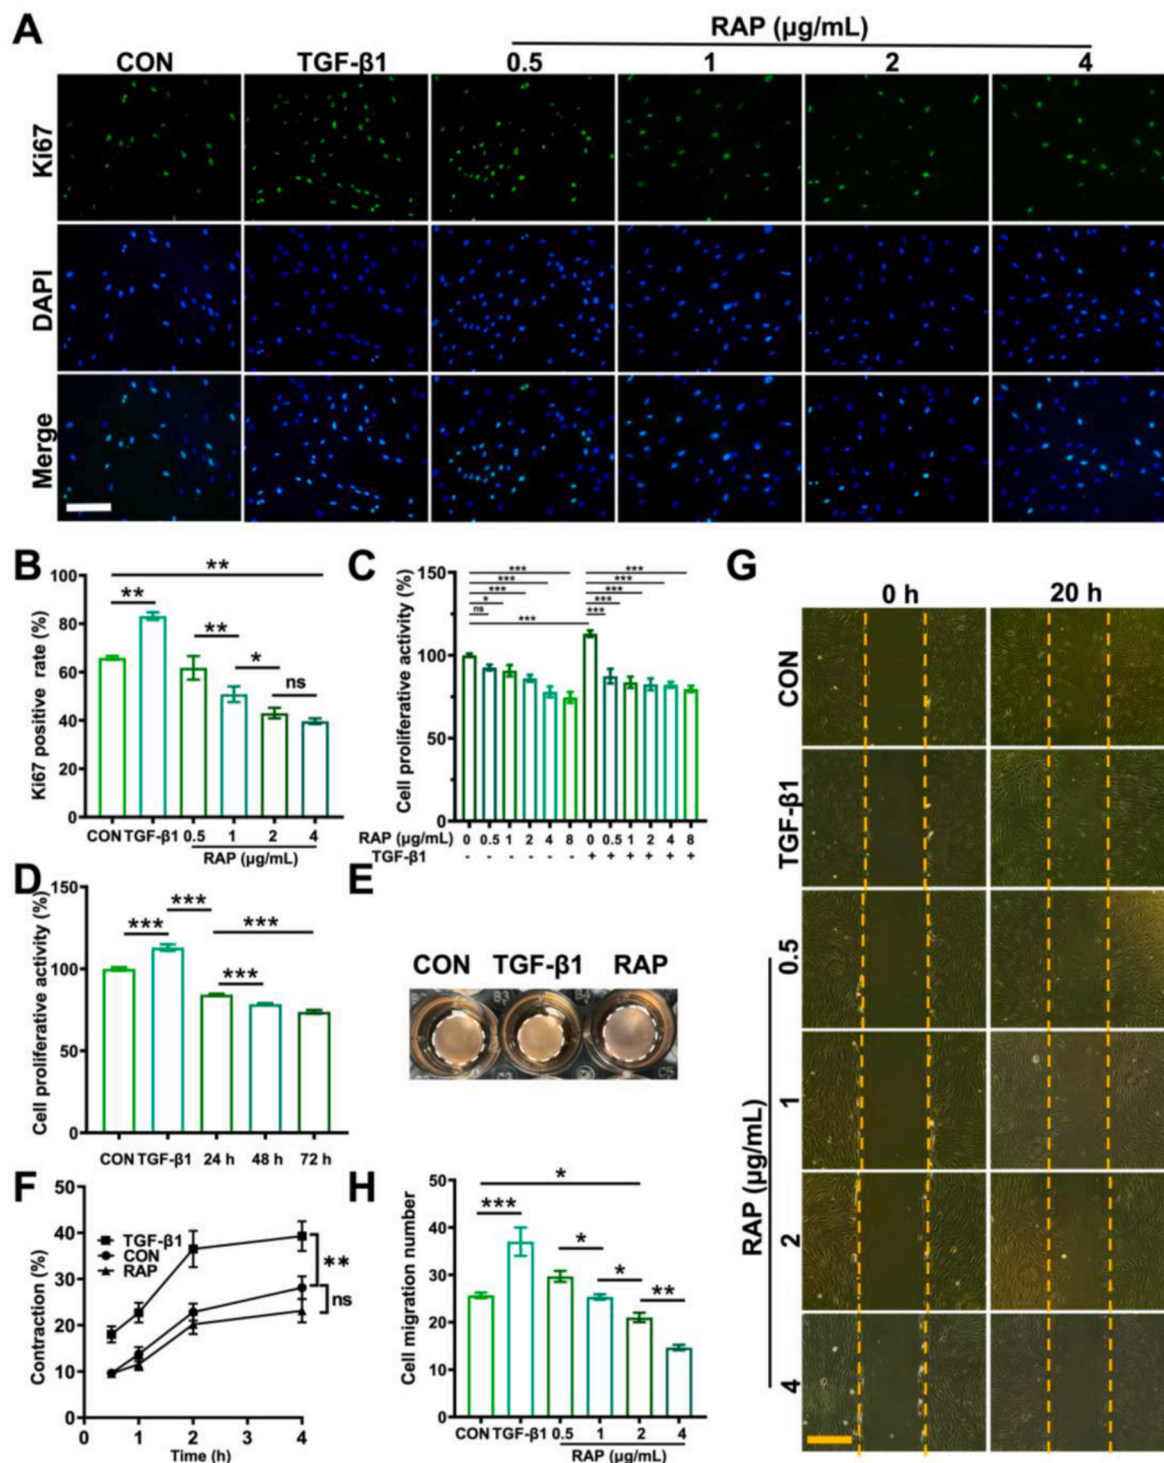 A
RAP (µg/mL)
CON TGF-β1 0.5 1 2 4
Ki67
DAPI
Merge
B
100
80
60
40
20
0
Ki67 positive rate (%)
**
**
**
*
ns
CON TGF-β1 0.5 1 2 4
RAP (µg/mL)
C
150
100
50
0
Cell proliferative activity (%)
*** ***
*** ***
*** ***
* ***
ns ***
***
RAP (µg/mL) 0 0.5 1 2 4 8 0 0.5 1 2 4 8
TGF-β1 - - - - - - + + + + + +
D
150
100
50
0
Cell proliferative activity (%)
***
***
***
***
CON TGF-β1 24 h 48 h 72 h
E
CON TGF-β1 RAP
F
50
40
30
20
10
0
Contraction (%)
TGF-β1
CON
RAP
**
ns
0 1 2 3 4
Time (h)
H
50
40
30
20
10
0
Cell migration number
*
***
*
*
**
CON TGF-β1 0.5 1 2 4
RAP (µg/mL)
G
0 h 20 h
CON
TGF-β1
0.5
1
2
4
RAP (µg/mL)